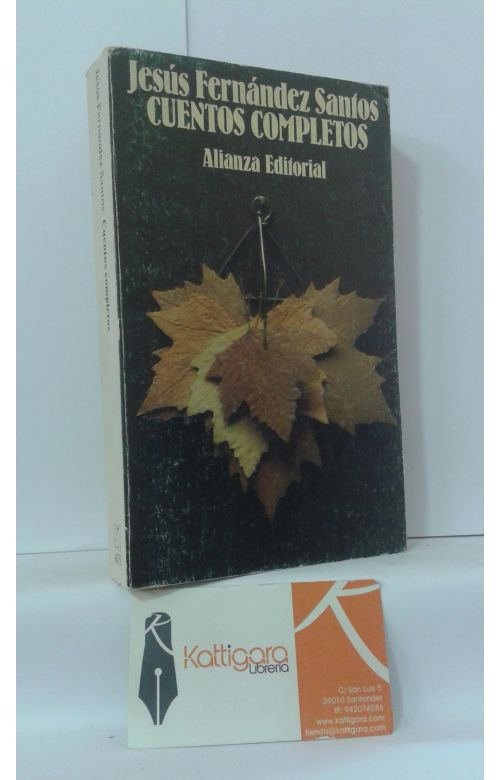 Jesús Fernández Santos
CUENTOS COMPLETOS
Alianza Editorial
Jesús Fernández Santos Cuentos completos
Kattigara
Librería
C/ San Luis 5
39010 Santander
tlf: 942074286
www.kattigara.com
tienda@kattigara.com